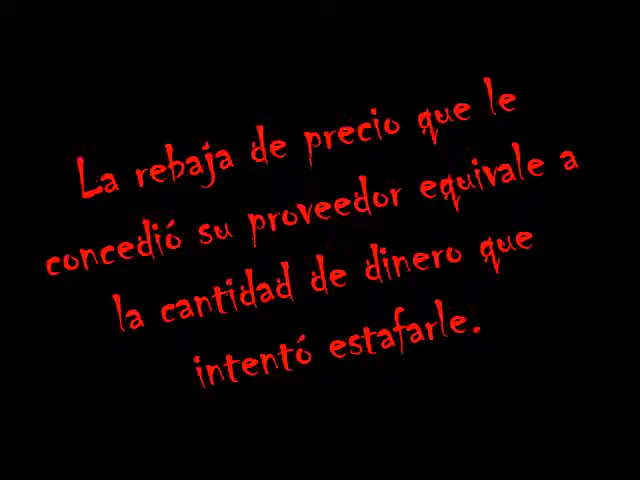 La rebaja de precio que le
concedió su proveedor equivale a
la cantidad de dinero que
intentó estafarle.